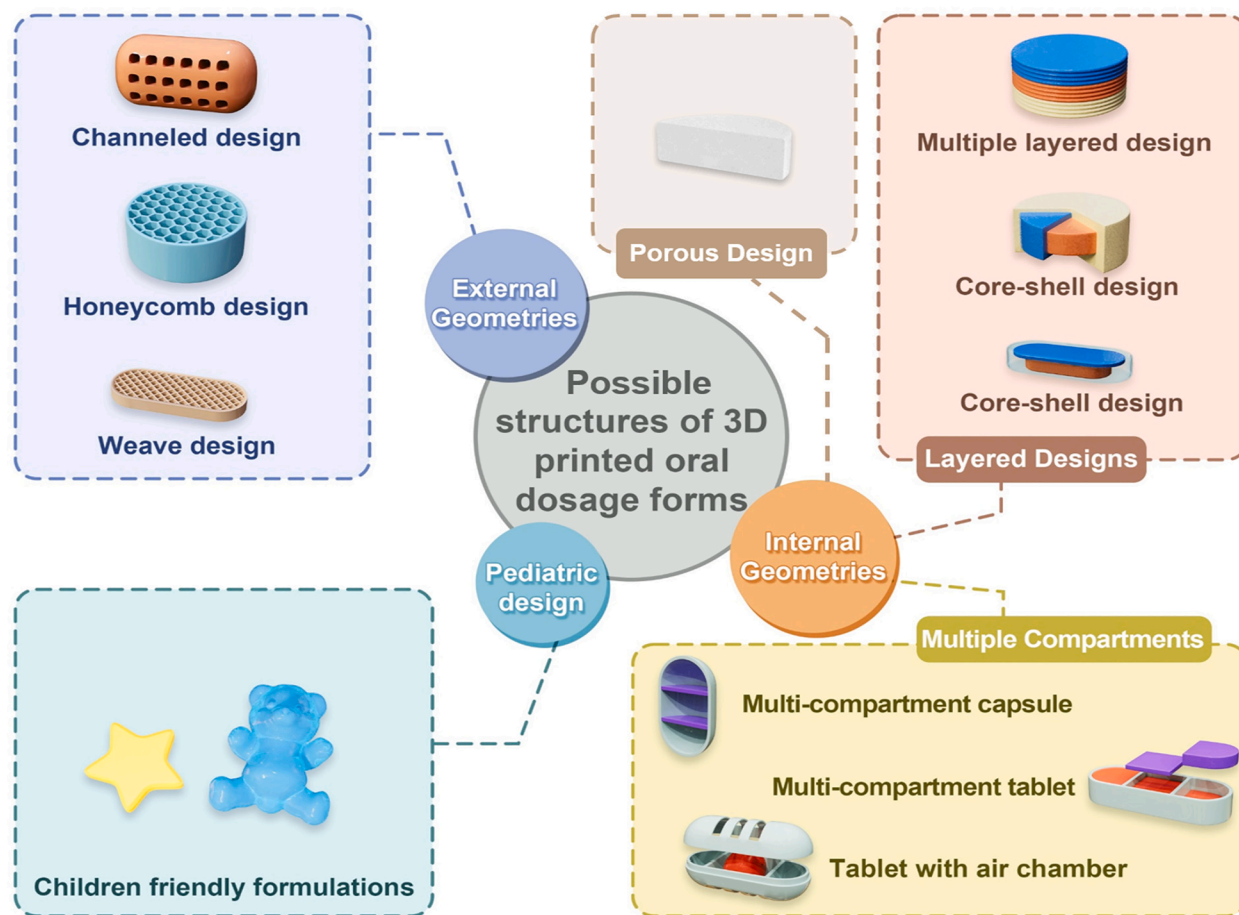 Channeled design
Honeycomb design
Weave design
External
Geometries
Porous Design
Multiple layered design
Core-shell design
Core-shell design
Layered Designs
Possible
structures of 3D
printed oral
dosage forms
Internal
Geometries
Pediatric
design
Children friendly formulations
Multiple Compartments
Multi-compartment capsule
Multi-compartment tablet
Tablet with air chamber